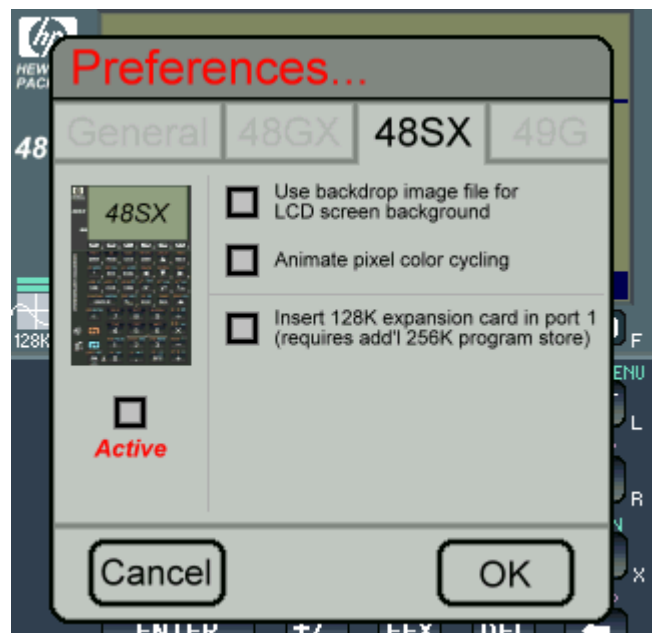 hp
HEW
PAC
48
Preferences...
General 48GX 48SX 49G
48SX
Use backdrop image file for
LCD screen background
Animate pixel color cycling
Insert 128K expansion card in port 1
(requires add'l 256K program store)
Active
128K
F
ENU
L
R
N
X
Cancel OK
ENTER +/- EEX DEL